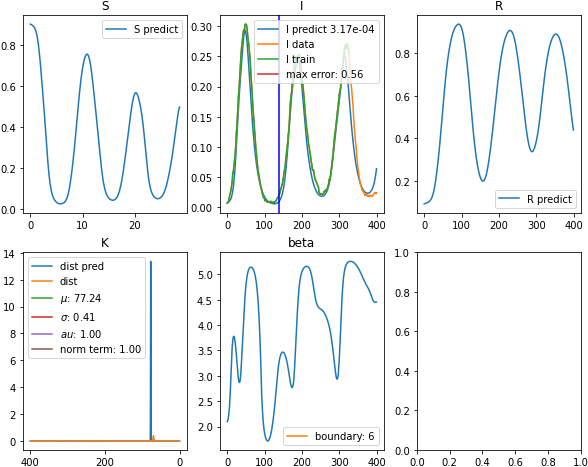 S
I
R
S predict
I predict 3.17e-04
I data
I train
max error: 0.56
R predict
0.8
0.6
0.4
0.2
0.0
0 10 20
0.30
0.25
0.20
0.15
0.10
0.05
0.00
0 100 200 300 400
0.8
0.6
0.4
0.2
0 100 200 300 400
K
beta
dist pred
dist
μ: 77.24
σ: 0.41
au: 1.00
norm term: 1.00
boundary: 6
14
12
10
8
6
4
2
0
400 200 0
5.0
4.5
4.0
3.5
3.0
2.5
2.0
0 100 200 300 400
1.0
0.8
0.6
0.4
0.2
0.0
0.0 0.2 0.4 0.6 0.8 1.0